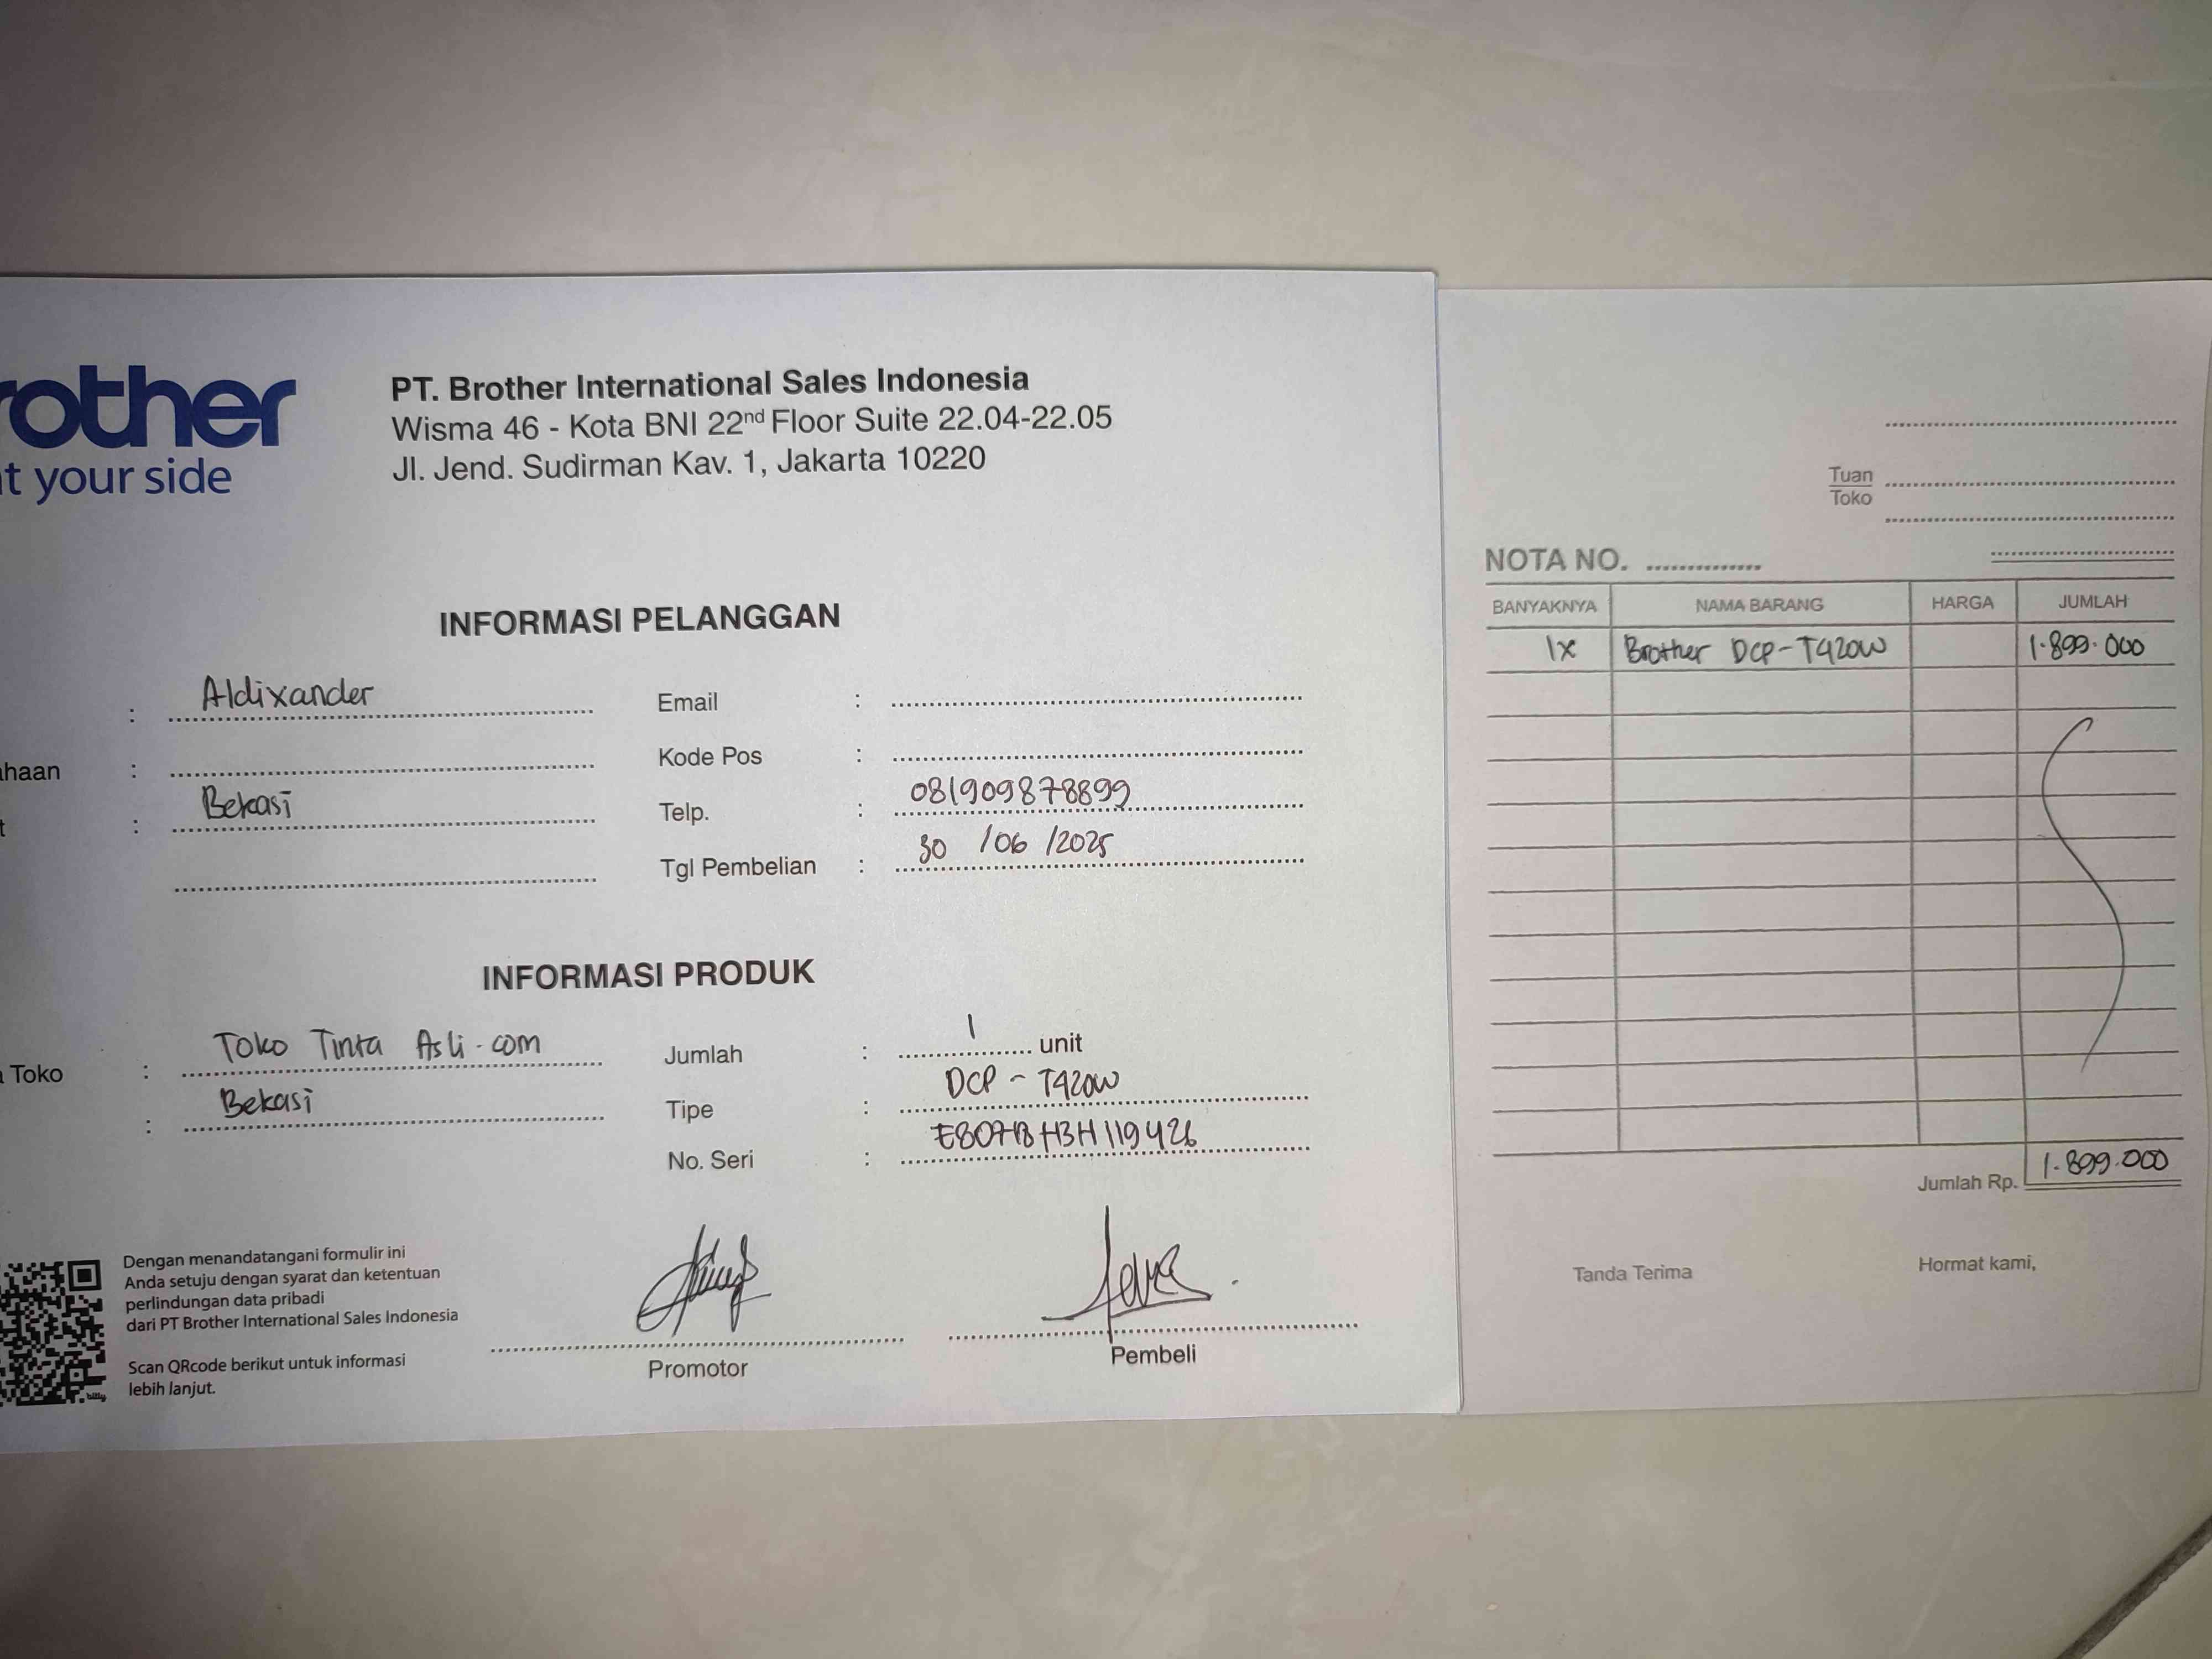 rother
t your side
PT. Brother International Sales Indonesia
Wisma 46 - Kota BNI 22nd Floor Suite 22.04-22.05
Jl. Jend. Sudirman Kav. 1, Jakarta 10220
INFORMASI PELANGGAN
: Aldixander
haan :
t : Bekasi
Email :
Kode Pos :
Telp. : 081909878899
Tgl Pembelian : 30 /06 /2025
INFORMASI PRODUK
Toko : Toko Tinta Asli.com
: Bekasi
Jumlah : 1 unit
Tipe : DCP - T420W
No. Seri :
Dengan menandatangani formulir ini
Anda setuju dengan syarat dan ketentuan
perlindungan data pribadi
dari PT Brother International Sales Indonesia
Scan QRcode berikut untuk informasi
lebih lanjut.
bitly
Promotor
Pembeli
Tuan
Toko
NOTA NO.
BANYAKNYA NAMA BARANG HARGA JUMLAH
1x Brother DCP-T420W 1.899.000
Jumlah Rp. 1.899.000
Tanda Terima
Hormat kami,